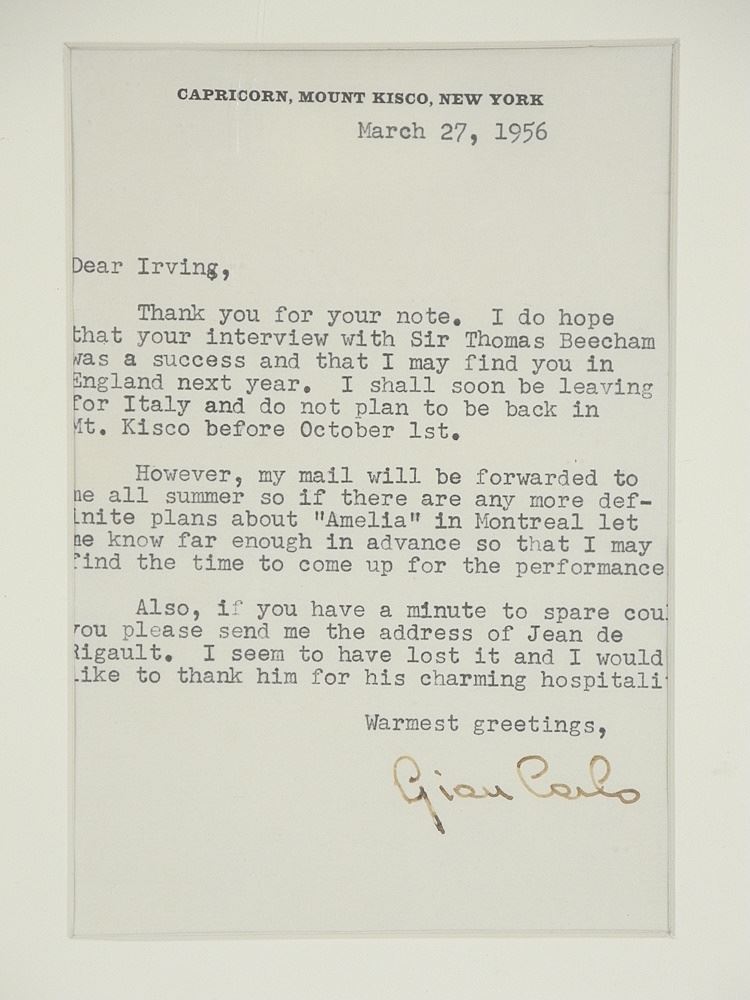 CAPRICORN, MOUNT KISCO, NEW YORK
March 27, 1956
Dear Irving,
Thank you for your note. I do hope
that your interview with Sir Thomas Beecham
was a success and that I may find you in
England next year. I shall soon be leaving
for Italy and do not plan to be back in
Mt. Kisco before October 1st.
However, my mail will be forwarded to
me all summer so if there are any more def-
inite plans about "Amelia" in Montreal let
me know far enough in advance so that I may
find the time to come up for the performance
Also, if you have a minute to spare coul
you please send me the address of Jean de
Rigault. I seem to have lost it and I would
like to thank him for his charming hospitali
Warmest greetings,
Gian Carlo